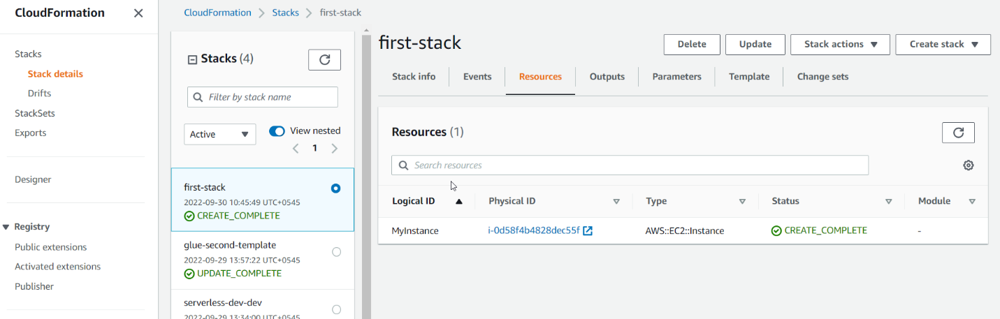 CloudFormation
Stacks
Stack details
Drifts
StackSets
Exports
Designer
Registry
Public extensions
Activated extensions
Publisher
CloudFormation > Stacks > first-stack
Stacks (4)
Filter by stack name
Active
View nested
1
first-stack
2022-09-30 10:45:49 UTC+0545
CREATE_COMPLETE
glue-second-template
2022-09-29 13:57:22 UTC+0545
UPDATE_COMPLETE
serverless-dev-dev
2022-09-29 13:34:00 UTC+0545
first-stack
Delete Update Stack actions Create stack
Stack info Events Resources Outputs Parameters Template Change sets
Resources (1)
Search resources
Logical ID Physical ID Type Status Module
MyInstance i-0d58f4b4828dec55f AWS::EC2::Instance CREATE_COMPLETE -